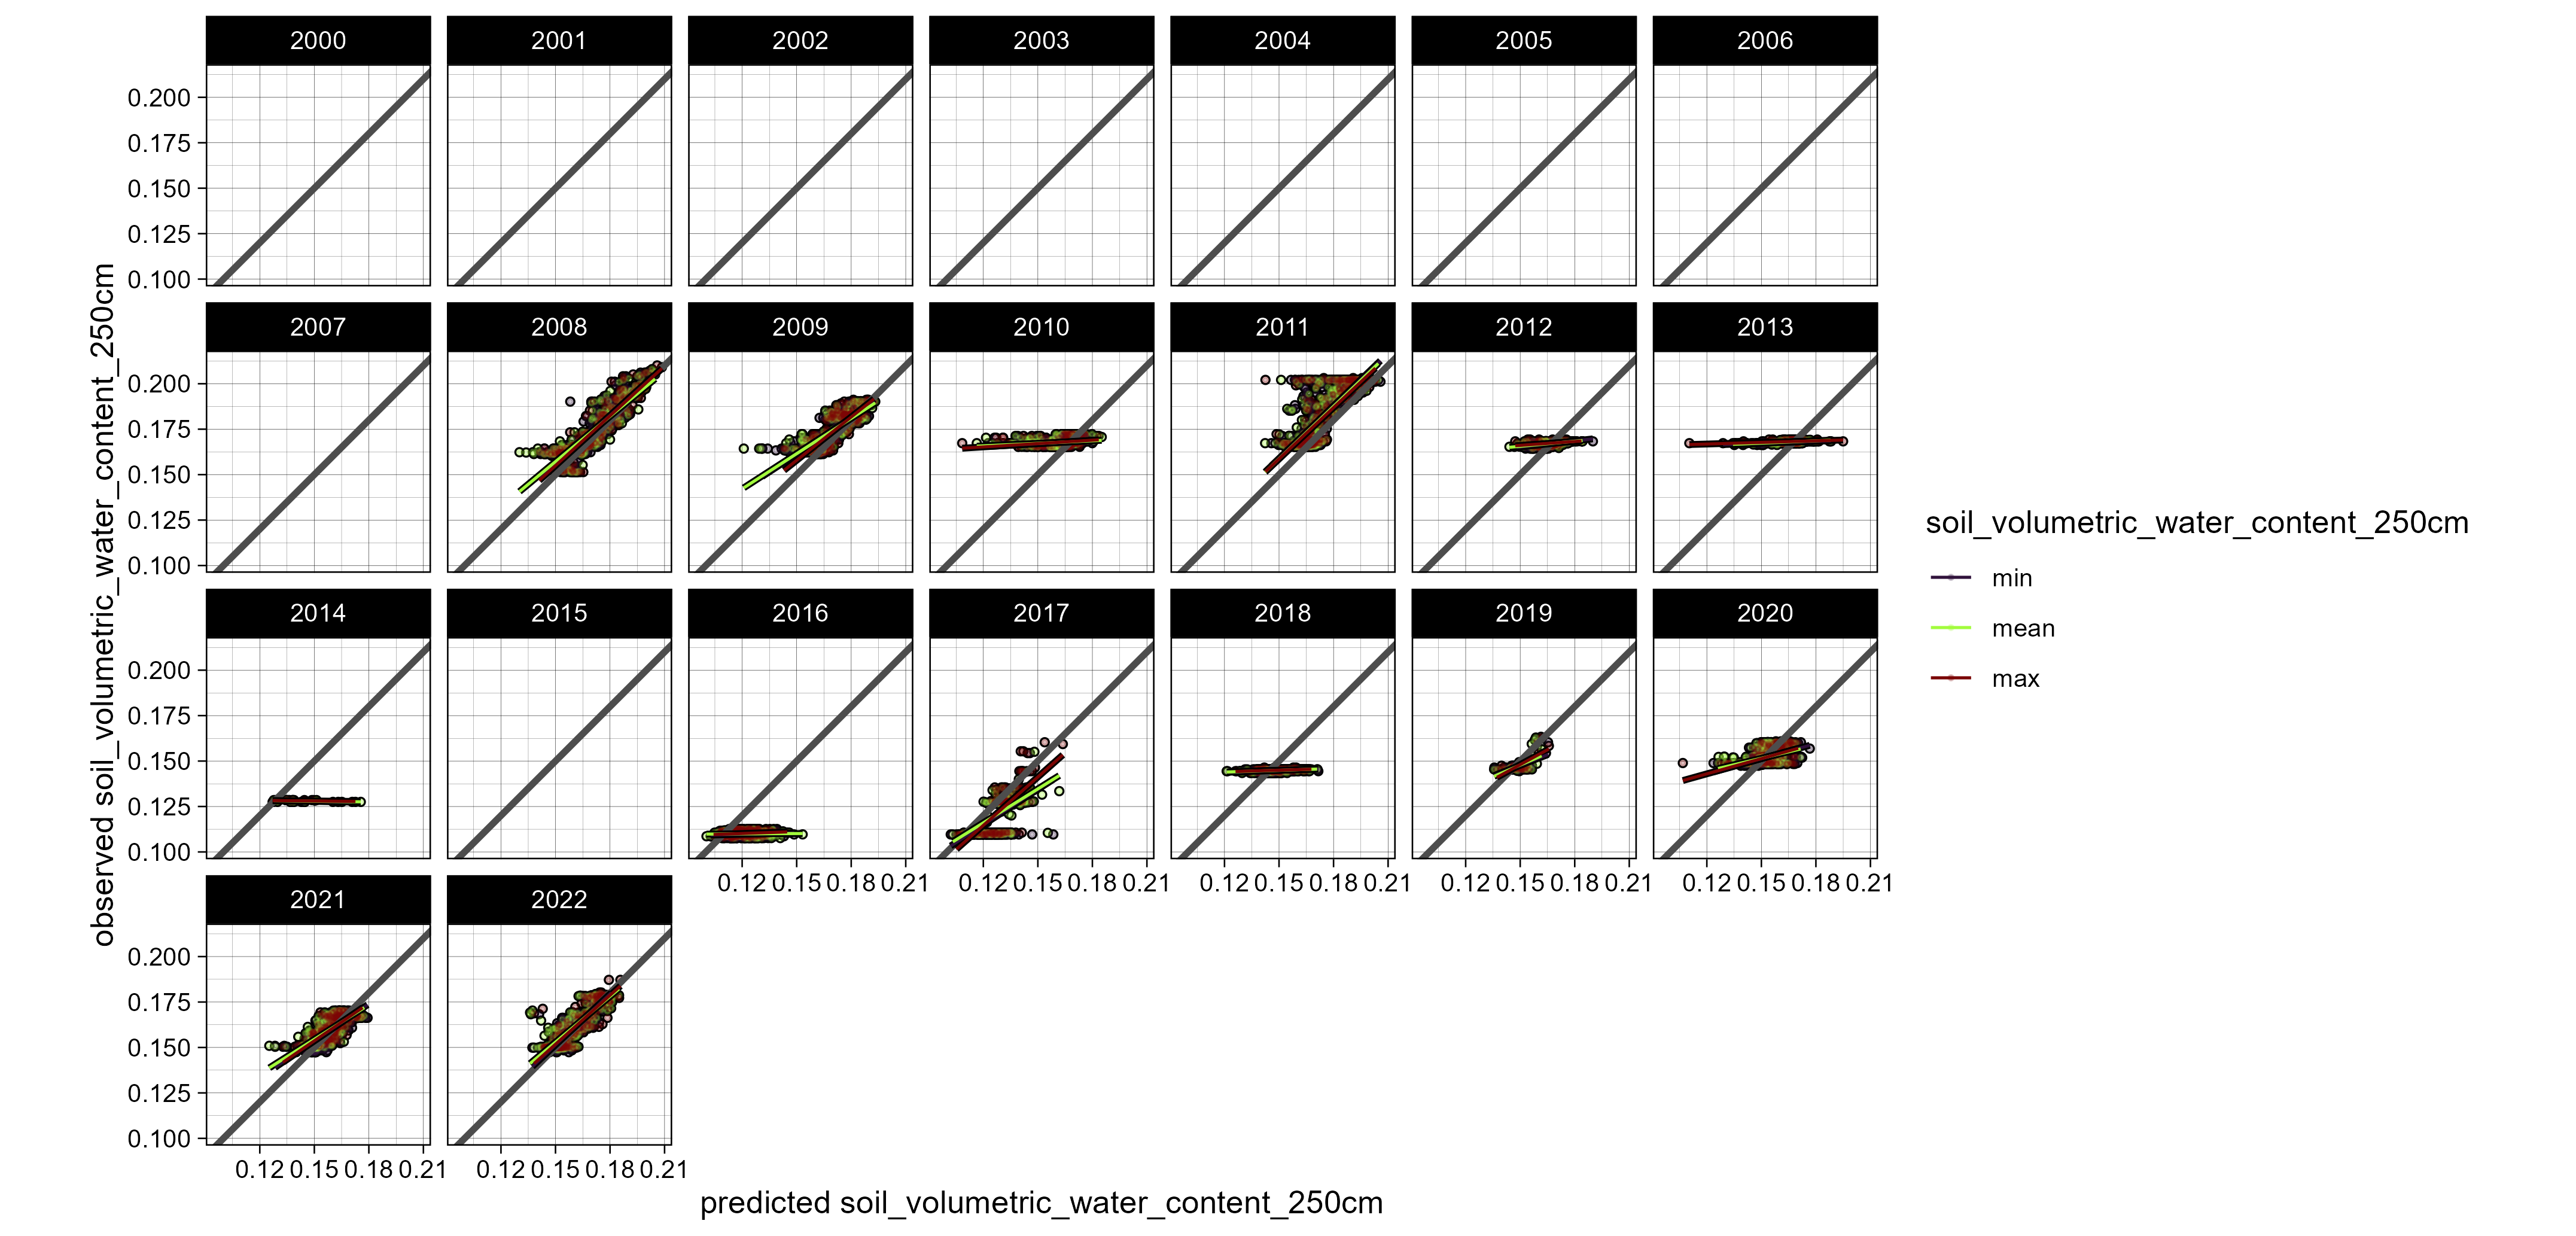 2000 2001 2002 2003 2004 2005 2006
0.200
0.175
0.150
0.125
0.100
2007 2008 2009 2010 2011 2012 2013
0.200
0.175
0.150
0.125
0.100
2014 2015 2016 2017 2018 2019 2020
0.200
0.175
0.150
0.125
0.100
0.12 0.15 0.18 0.21 0.12 0.15 0.18 0.21 0.12 0.15 0.18 0.21 0.12 0.15 0.18 0.21 0.12 0.15 0.18 0.21
2021 2022
0.200
0.175
0.150
0.125
0.100
0.12 0.15 0.18 0.21 0.12 0.15 0.18 0.21
predicted soil_volumetric_water_content_250cm
observed soil_volumetric_water_content_250cm
soil_volumetric_water_content_250cm
min
mean
max